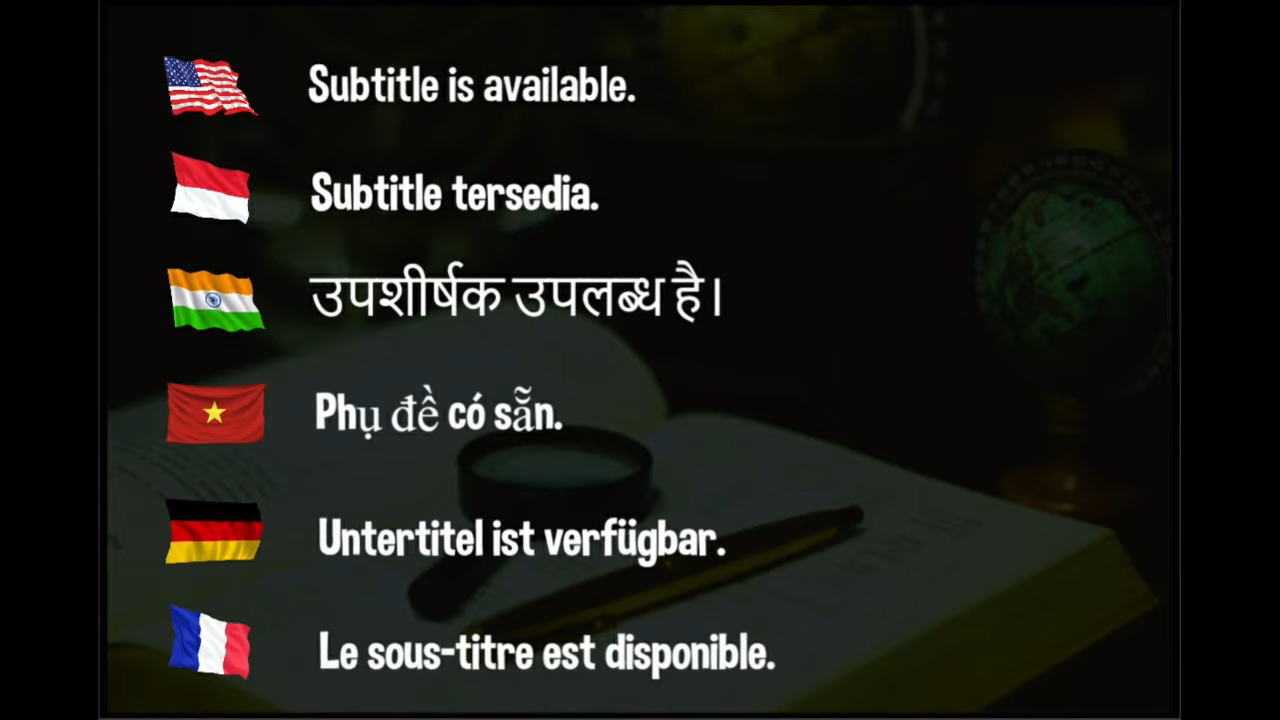 Subtitle is available.
Subtitle tersedia.
उपशीर्षक उपलब्ध है।
Phụ đề có sẵn.
Untertitel ist verfügbar.
Le sous-titre est disponible.